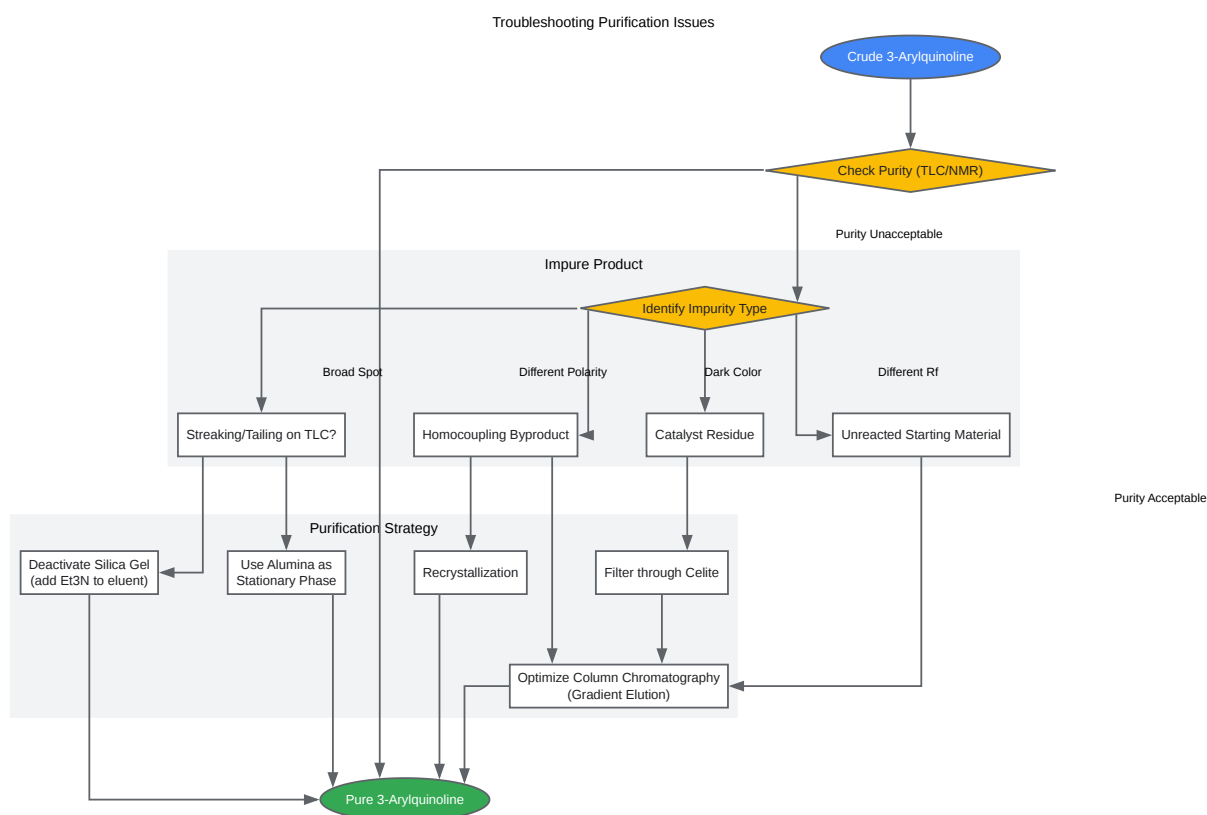 Troubleshooting Purification Issues
Crude 3-Arylquinoline
Check Purity (TLC/NMR)
Purity Unacceptable
Impure Product
Identify Impurity Type
Broad Spot
Different Polarity
Dark Color
Different Rf
Streaking/Tailing on TLC?
Homocoupling Byproduct
Catalyst Residue
Unreacted Starting Material
Purity Acceptable
Purification Strategy
Deactivate Silica Gel
(add Et3N to eluent)
Use Alumina as
Stationary Phase
Recrystallization
Filter through Celite
Optimize Column Chromatography
(Gradient Elution)
Pure 3-Arylquinoline